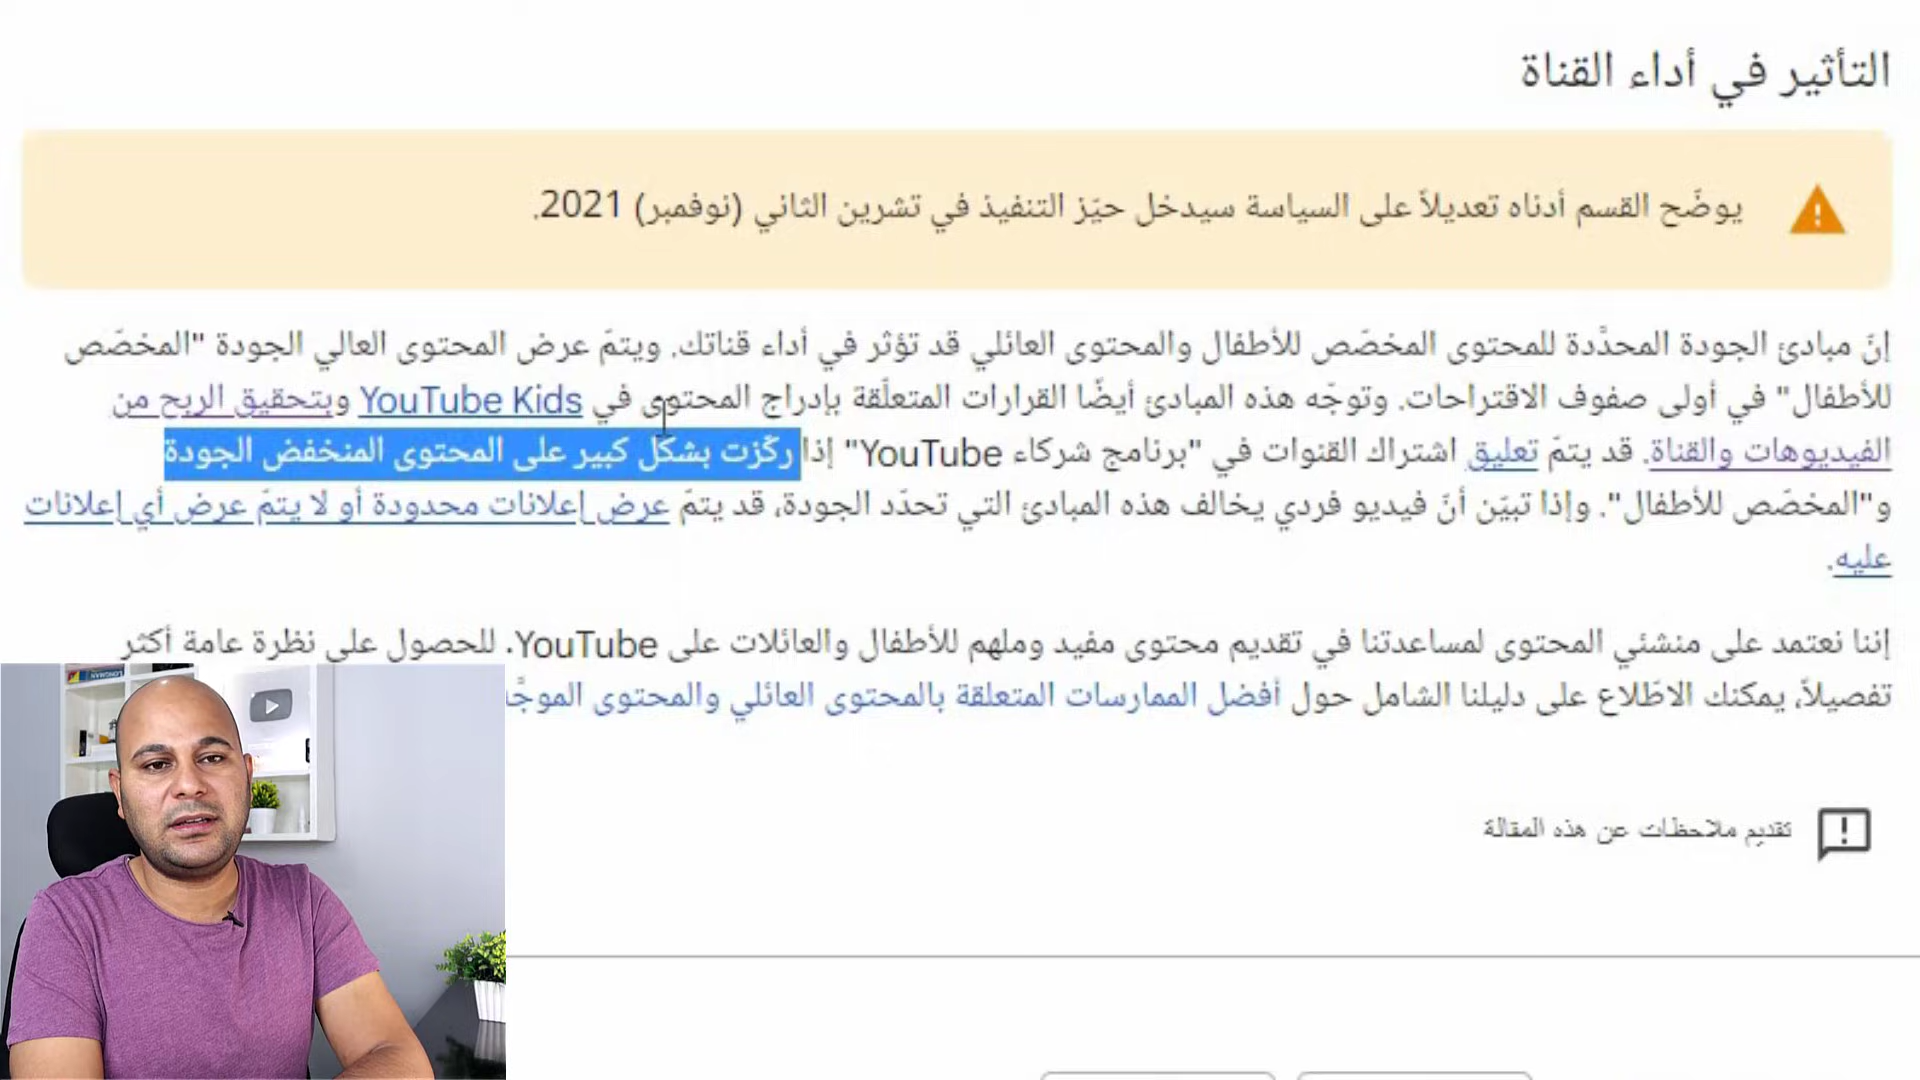 التأثير في أداء القناة
يوضَّح القسم أدناه تعديلاً على السياسة سيدخل حيّز التنفيذ في تشرين الثاني (نوفمبر) 2021.
إنّ مبادئ الجودة المحدَّدة للمحتوى المخصّص للأطفال والمحتوى العائلي قد تؤثر في أداء قناتك. ويتمّ عرض المحتوى العالي الجودة "المخصّص
للأطفال" في أولى صفوف الاقتراحات. وتوجّه هذه المبادئ أيضًا القرارات المتعلّقة بإدراج المحتوى في YouTube Kids وبتحقيق الربح من
الفيديوهات والقناة. قد يتمّ تعليق اشتراك القنوات في "برنامج شركاء YouTube" إذا ركّزت بشكل كبير على المحتوى المنخفض الجودة
و"المخصّص للأطفال". وإذا تبيّن أنّ فيديو فردي يخالف هذه المبادئ التي تحدّد الجودة، قد يتمّ عرض إعلانات محدودة أو لا يتمّ عرض أي إعلانات
عليه.
إننا نعتمد على منشئي المحتوى لمساعدتنا في تقديم محتوى مفيد وملهم للأطفال والعائلات على YouTube. للحصول على نظرة عامة أكثر
تفصيلاً، يمكنك الاطّلاع على دليلنا الشامل حول أفضل الممارسات المتعلقة بالمحتوى العائلي والمحتوى
تقديم ملاحظات عن هذه المقالة